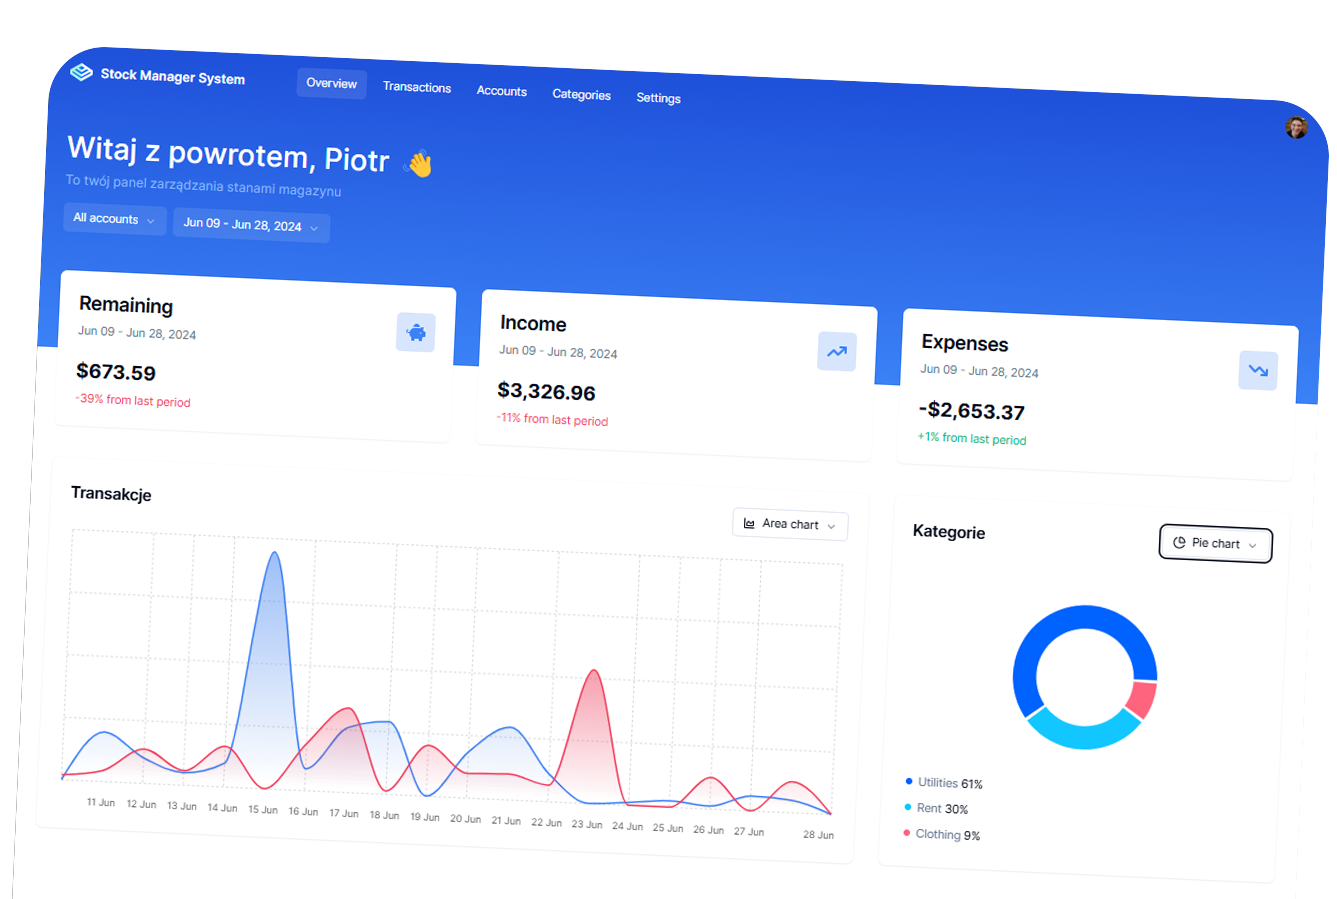 Stock Manager System
Overview
Transactions
Accounts
Categories
Settings
Witaj z powrotem, Piotr 👋
To twój panel zarządzania stanami magazynu
All accounts
Jun 09 - Jun 28, 2024
Remaining
Jun 09 - Jun 28, 2024
$673.59
-39% from last period
Income
Jun 09 - Jun 28, 2024
$3,326.96
-11% from last period
Expenses
Jun 09 - Jun 28, 2024
-$2,653.37
+1% from last period
Transakcje
Area chart
11 Jun
12 Jun
13 Jun
14 Jun
15 Jun
16 Jun
17 Jun
18 Jun
19 Jun
20 Jun
21 Jun
22 Jun
23 Jun
24 Jun
25 Jun
26 Jun
27 Jun
28 Jun
Kategorie
Pie chart
Utilities 61%
Rent 30%
Clothing 9%